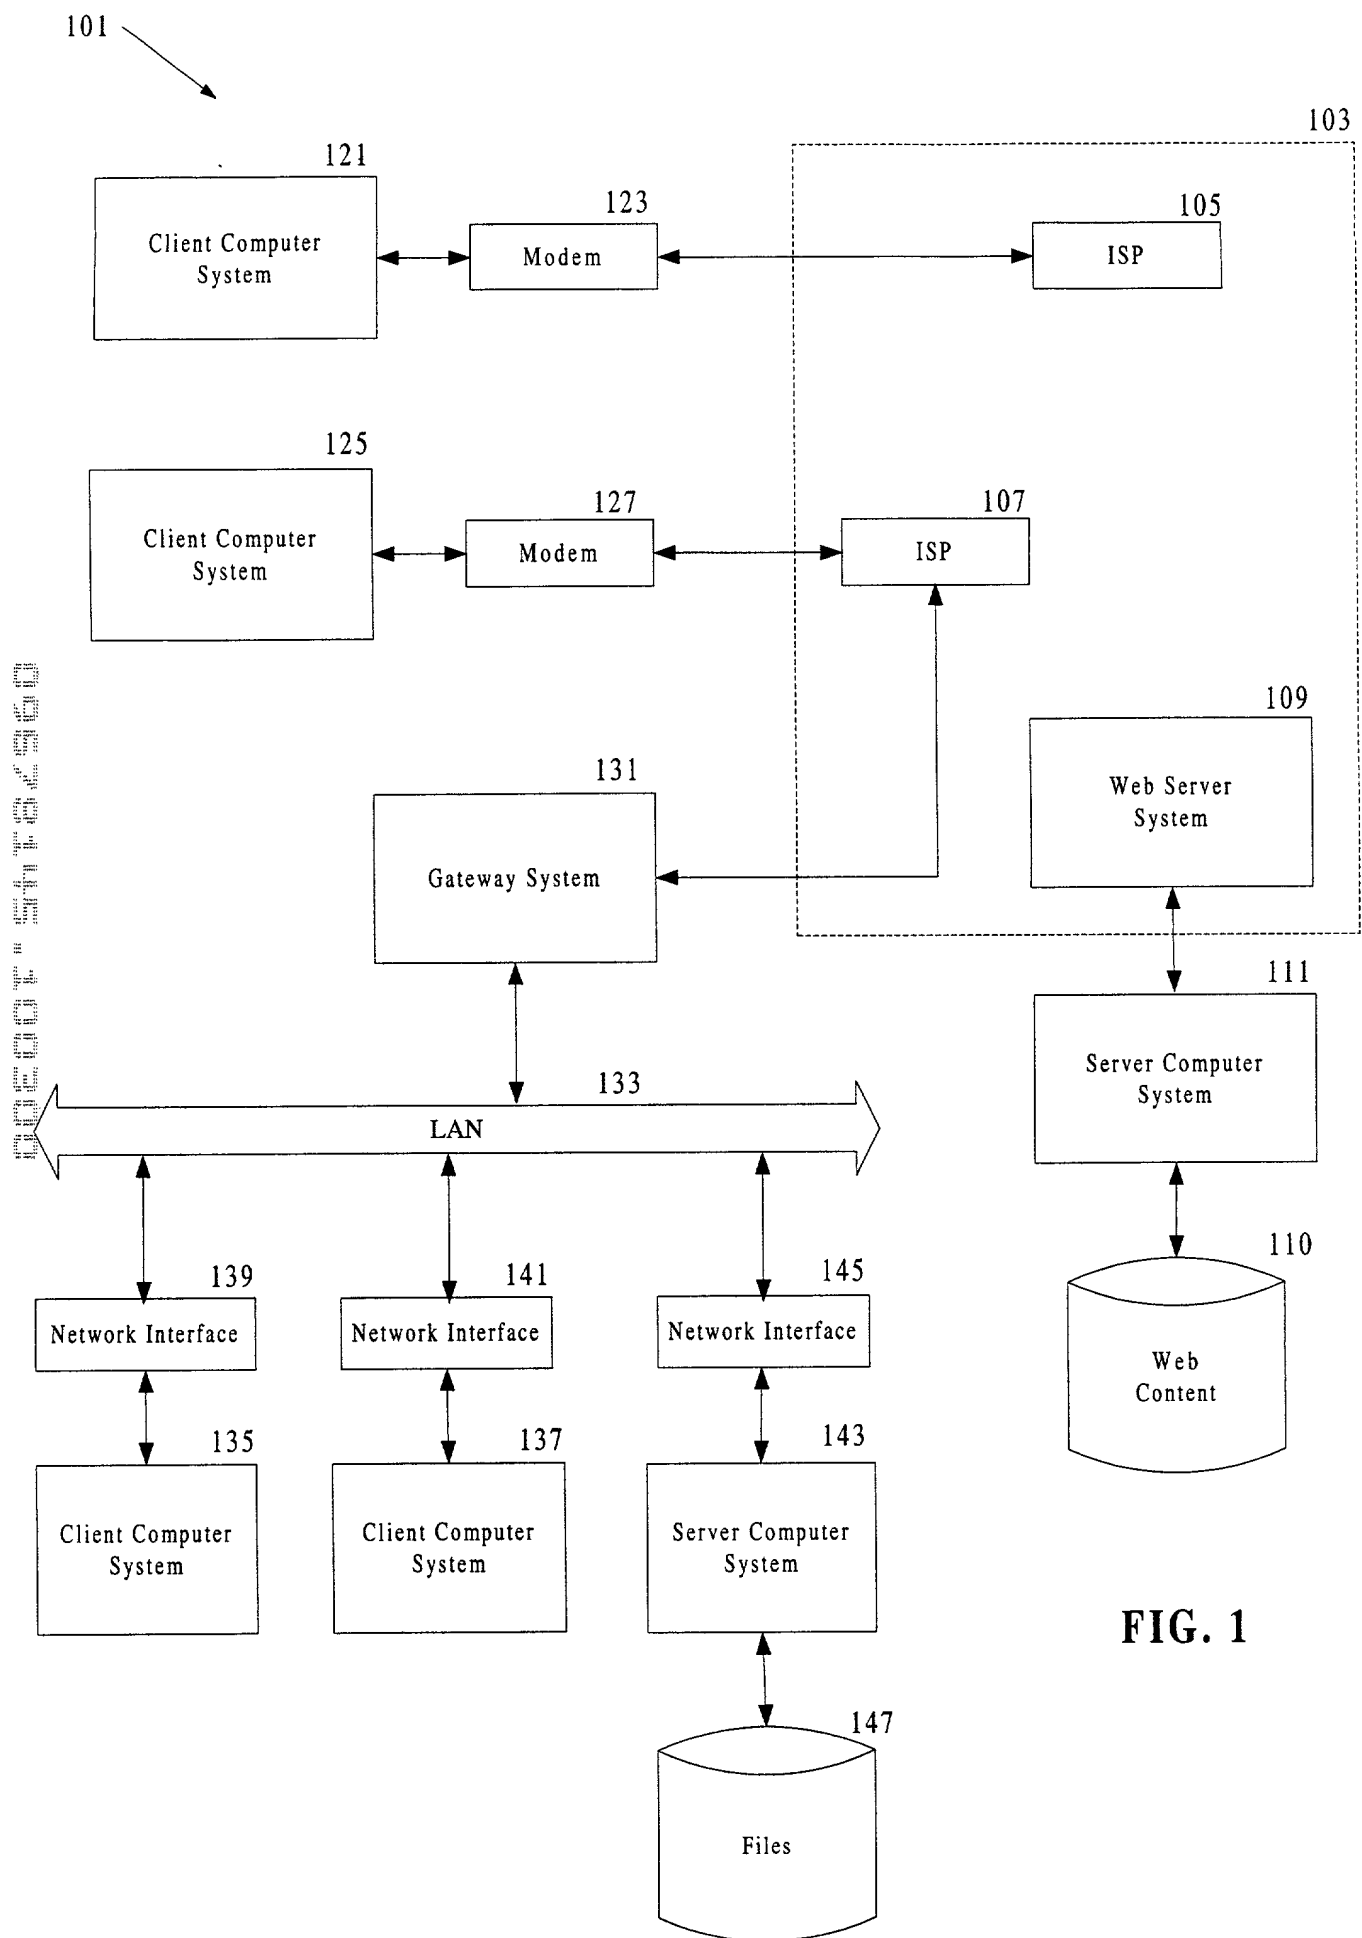 101
103
121
Client Computer
System
123
Modem
105
ISP
125
Client Computer
System
127
Modem
107
ISP
109
Web Server
System
131
Gateway System
111
Server Computer
System
133
LAN
110
Web
Content
139
Network Interface
141
Network Interface
145
Network Interface
135
Client Computer
System
137
Client Computer
System
143
Server Computer
System
FIG. 1
147
Files